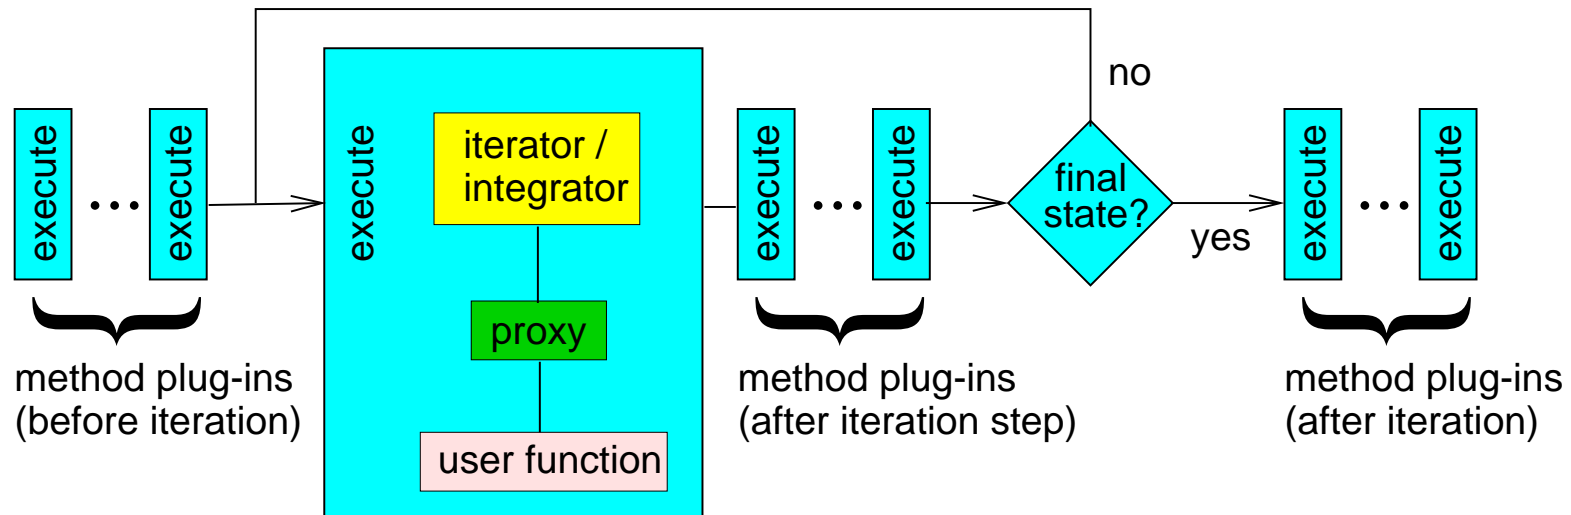 execute
execute
method plug-ins
(before iteration)
execute
iterator /
integrator
proxy
user function
execute
execute
method plug-ins
(after iteration step)
final
state?
no
yes
execute
execute
method plug-ins
(after iteration)